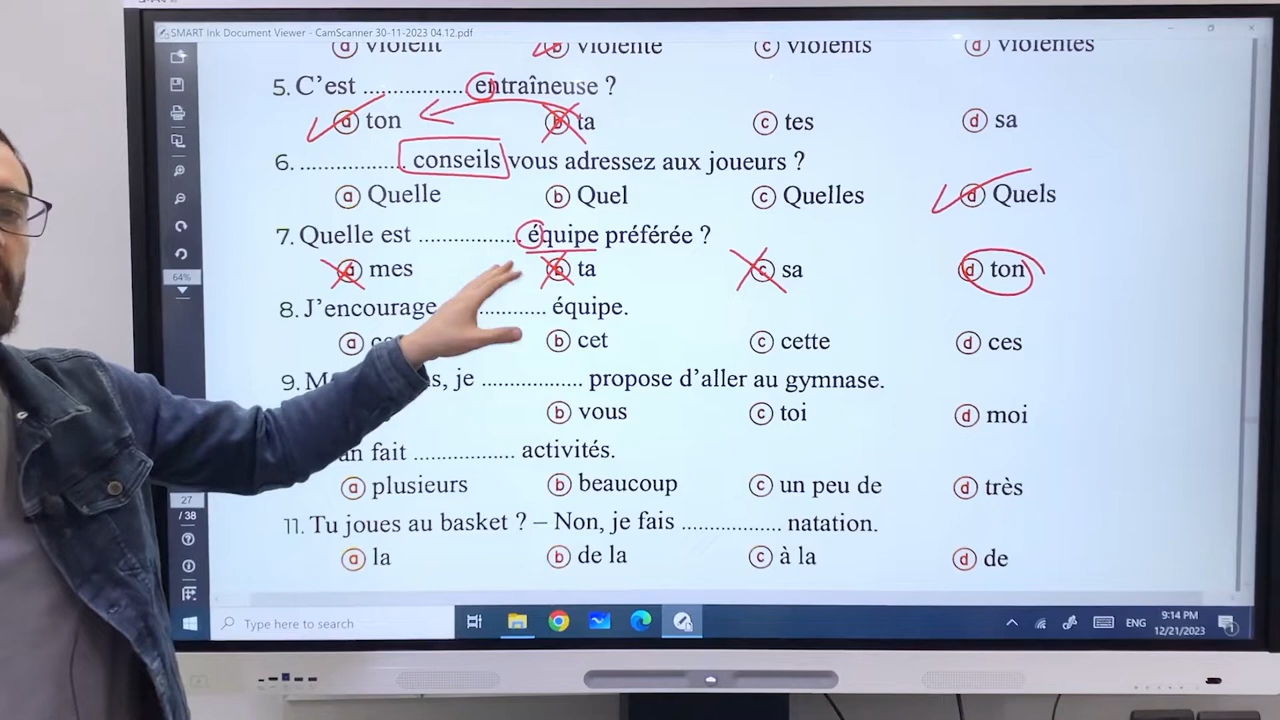 SMART Ink Document Viewer - CamScanner 30-11-2023 04.12.pdf
ⓐ violent ⓑ violente ⓒ violents ⓓ violentes
5. C'est ................. entraîneuse ?
ⓐ ton ⓑ ta ⓒ tes ⓓ sa
6. ................. conseils vous adressez aux joueurs ?
ⓐ Quelle ⓑ Quel ⓒ Quelles ⓓ Quels
7. Quelle est ................. équipe préférée ?
ⓐ mes ⓑ ta ⓒ sa ⓓ ton
64%
8. J'encourage ............ équipe.
ⓐ ⓑ cet ⓒ cette ⓓ ces
9. je ................. propose d'aller au gymnase.
ⓑ vous ⓒ toi ⓓ moi
fait ................. activités.
ⓐ plusieurs ⓑ beaucoup ⓒ un peu de ⓓ très
27
/ 38
11. Tu joues au basket ? – Non, je fais ................. natation.
ⓐ la ⓑ de la ⓒ à la ⓓ de
Type here to search
ENG
9:14 PM
12/21/2023
1